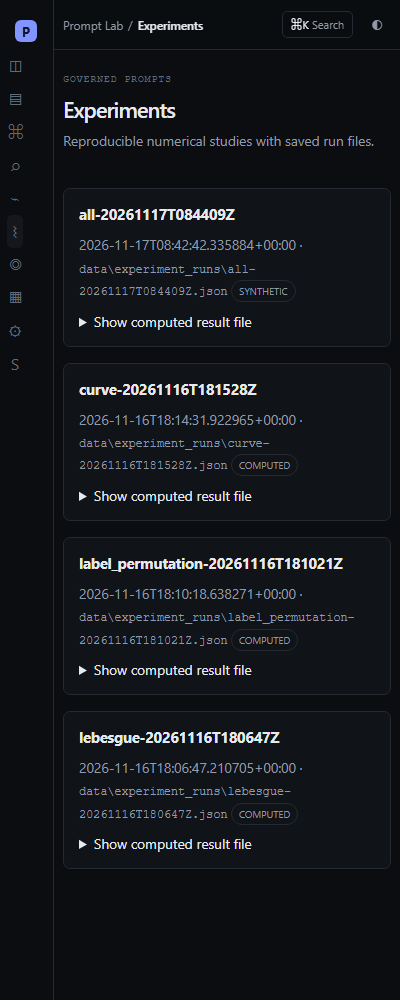 P
Prompt Lab / Experiments
⌘K Search
GOVERNED PROMPTS
Experiments
Reproducible numerical studies with saved run files.
all-20261117T084409Z
2026-11-17T08:42:42.335884+00:00 ·
data\experiment_runs\all-
20261117T084409Z.json SYNTHETIC
▶ Show computed result file
curve-20261116T181528Z
2026-11-16T18:14:31.922965+00:00 ·
data\experiment_runs\curve-
20261116T181528Z.json COMPUTED
▶ Show computed result file
label_permutation-20261116T181021Z
2026-11-16T18:10:18.638271+00:00 ·
data\experiment_runs\label_permutation-
20261116T181021Z.json COMPUTED
▶ Show computed result file
lebesgue-20261116T180647Z
2026-11-16T18:06:47.210705+00:00 ·
data\experiment_runs\lebesgue-
20261116T180647Z.json COMPUTED
▶ Show computed result file
S